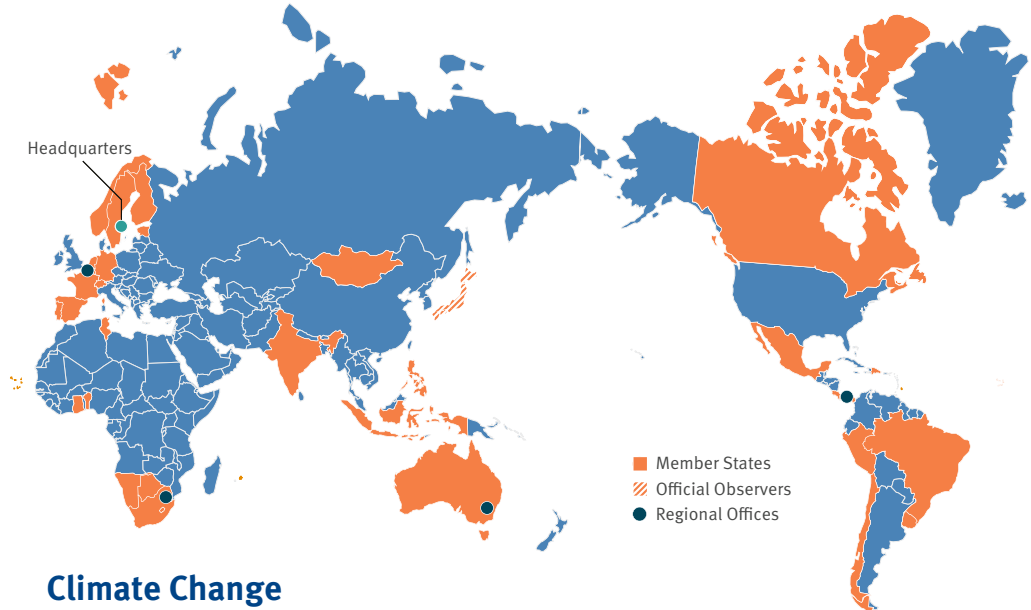 Headquarters
Member States
Official Observers
Regional Offices
Climate Change